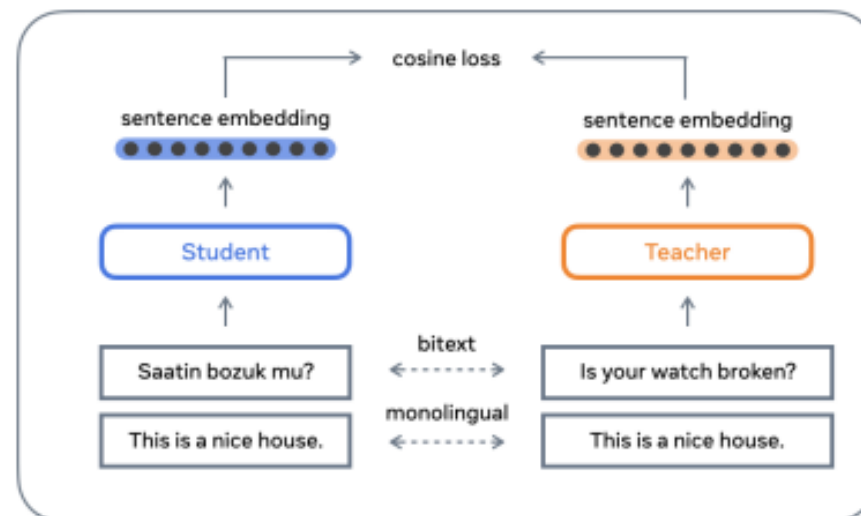 cosine loss
sentence embedding
sentence embedding
Student
Teacher
bitext
Saatin bozuk mu?
Is your watch broken?
monolingual
This is a nice house.
This is a nice house.